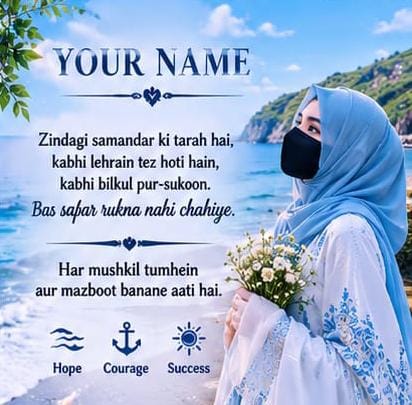 YOUR NAME
Zindagi samandar ki tarah hai,
kabhi lehrain tez hoti hain,
kabhi bilkul pur-sukoon.
Bas safar rukna nahi chahiye.
Har mushkil tumhein
aur mazboot banane aati hai.
Hope Courage Success